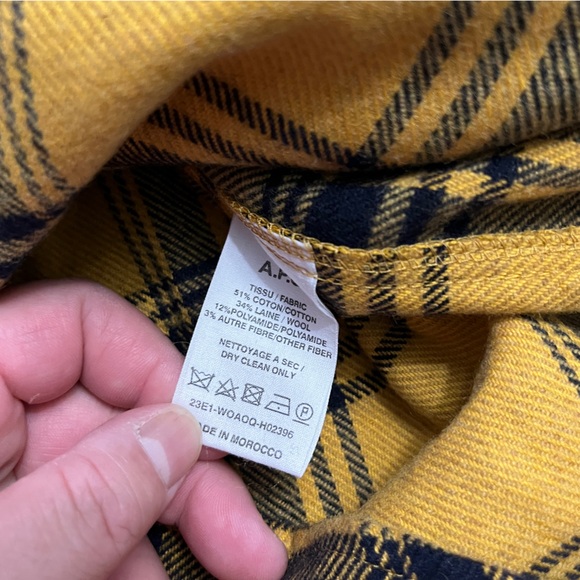 A.P.C
TISSU / FABRIC
51% COTON/COTTON
34% LAINE / WOOL
12%POLYAMIDE/POLYAMIDE
3% AUTRE FIBRE/OTHER FIBER
NETTOYAGE A SEC /
DRY CLEAN ONLY
P
23E1-WOAOQ-H02396
MADE IN MOROCCO